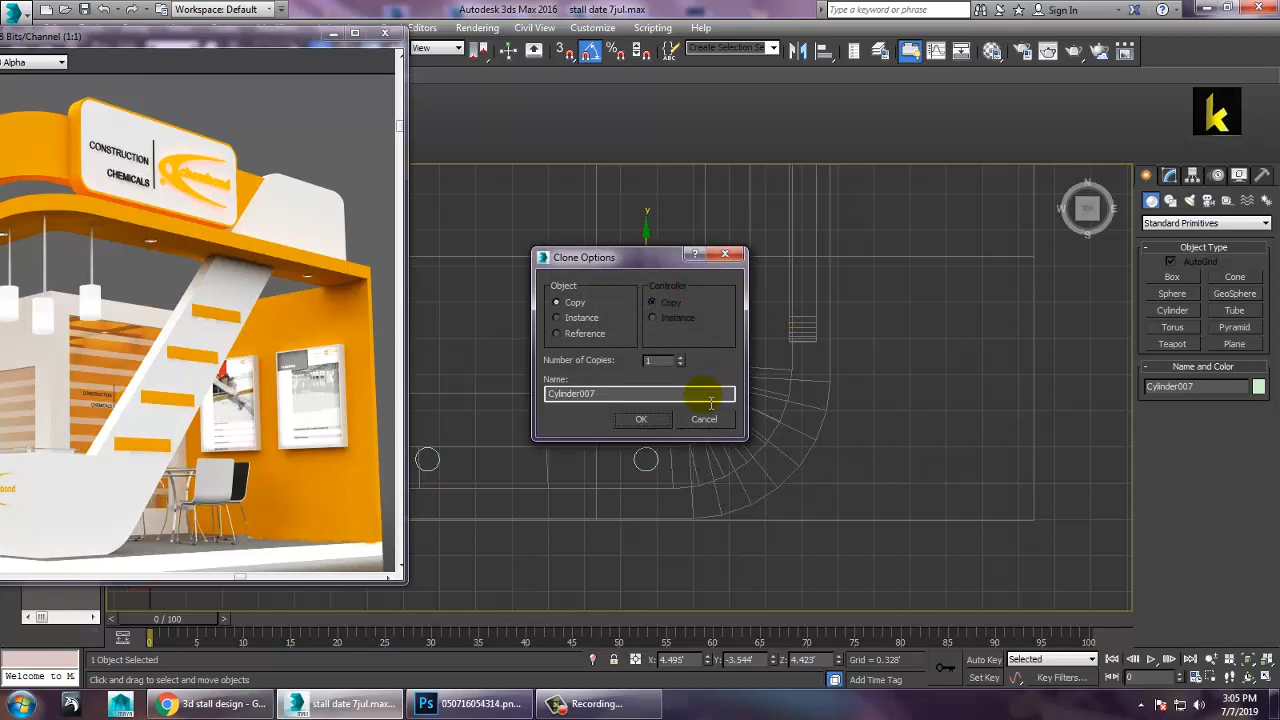 Workspace: Default
Autodesk 3ds Max 2016    stall date 7jul.max
Type a keyword or phrase
Sign In
8 Bits/Channel (1:1)
Editors
Rendering
Civil View
Customize
Scripting
Help
View
Create Selection Se
Alpha
CONSTRUCTION
CHEMICALS
N
W
TOP
E
S
Standard Primitives
Object Type
AutoGrid
Box
Cone
Sphere
GeoSphere
Cylinder
Tube
Torus
Pyramid
Teapot
Plane
Name and Color
Cylinder007
y
Clone Options
Object
Copy
Instance
Reference
Controller
Copy
Instance
Number of Copies:
1
Name:
Cylinder007
OK
Cancel
0 / 100
0 5 10 15 20 25 30 35 40 45 50 55 60 65 70 75 80 85 90 95 100
1 Object Selected
X: 4.495'
Y: -3.544'
Z: 4.423'
Grid = 0.328'
Auto Key
Selected
Welcome to M
Click and drag to select and move objects
Add Time Tag
Set Key
Key Filters...
0
3d stall design - G...
stall date 7jul.max...
050716054314.pn...
Recording...
3:05 PM
7/7/2019